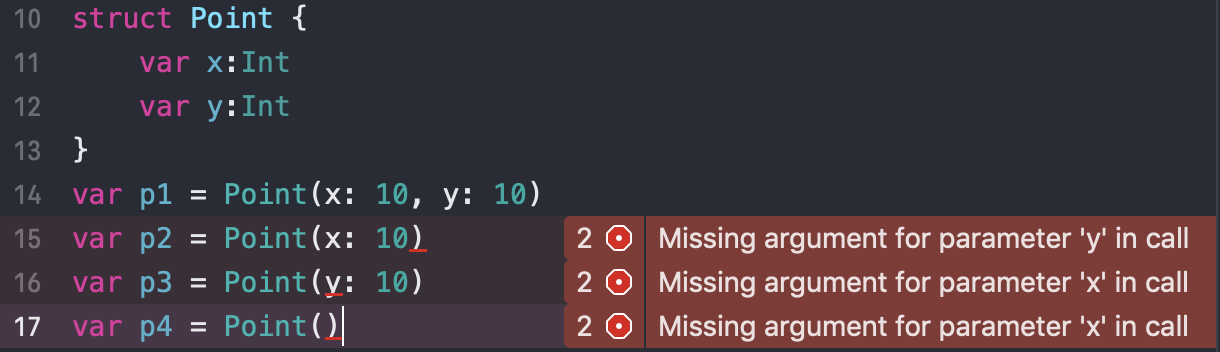 10 struct Point {
11     var x:Int
12     var y:Int
13 }
14 var p1 = Point(x: 10, y: 10)
15 var p2 = Point(x: 10) 2 Missing argument for parameter 'y' in call
16 var p3 = Point(y: 10) 2 Missing argument for parameter 'x' in call
17 var p4 = Point() 2 Missing argument for parameter 'x' in call